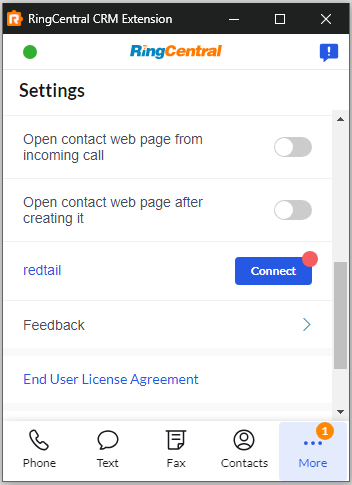 RingCentral CRM Extension
RingCentral
Settings
Open contact web page from
incoming call
Open contact web page after
creating it
redtail
Connect
Feedback
End User License Agreement
Phone
Text
Fax
Contacts
1
More